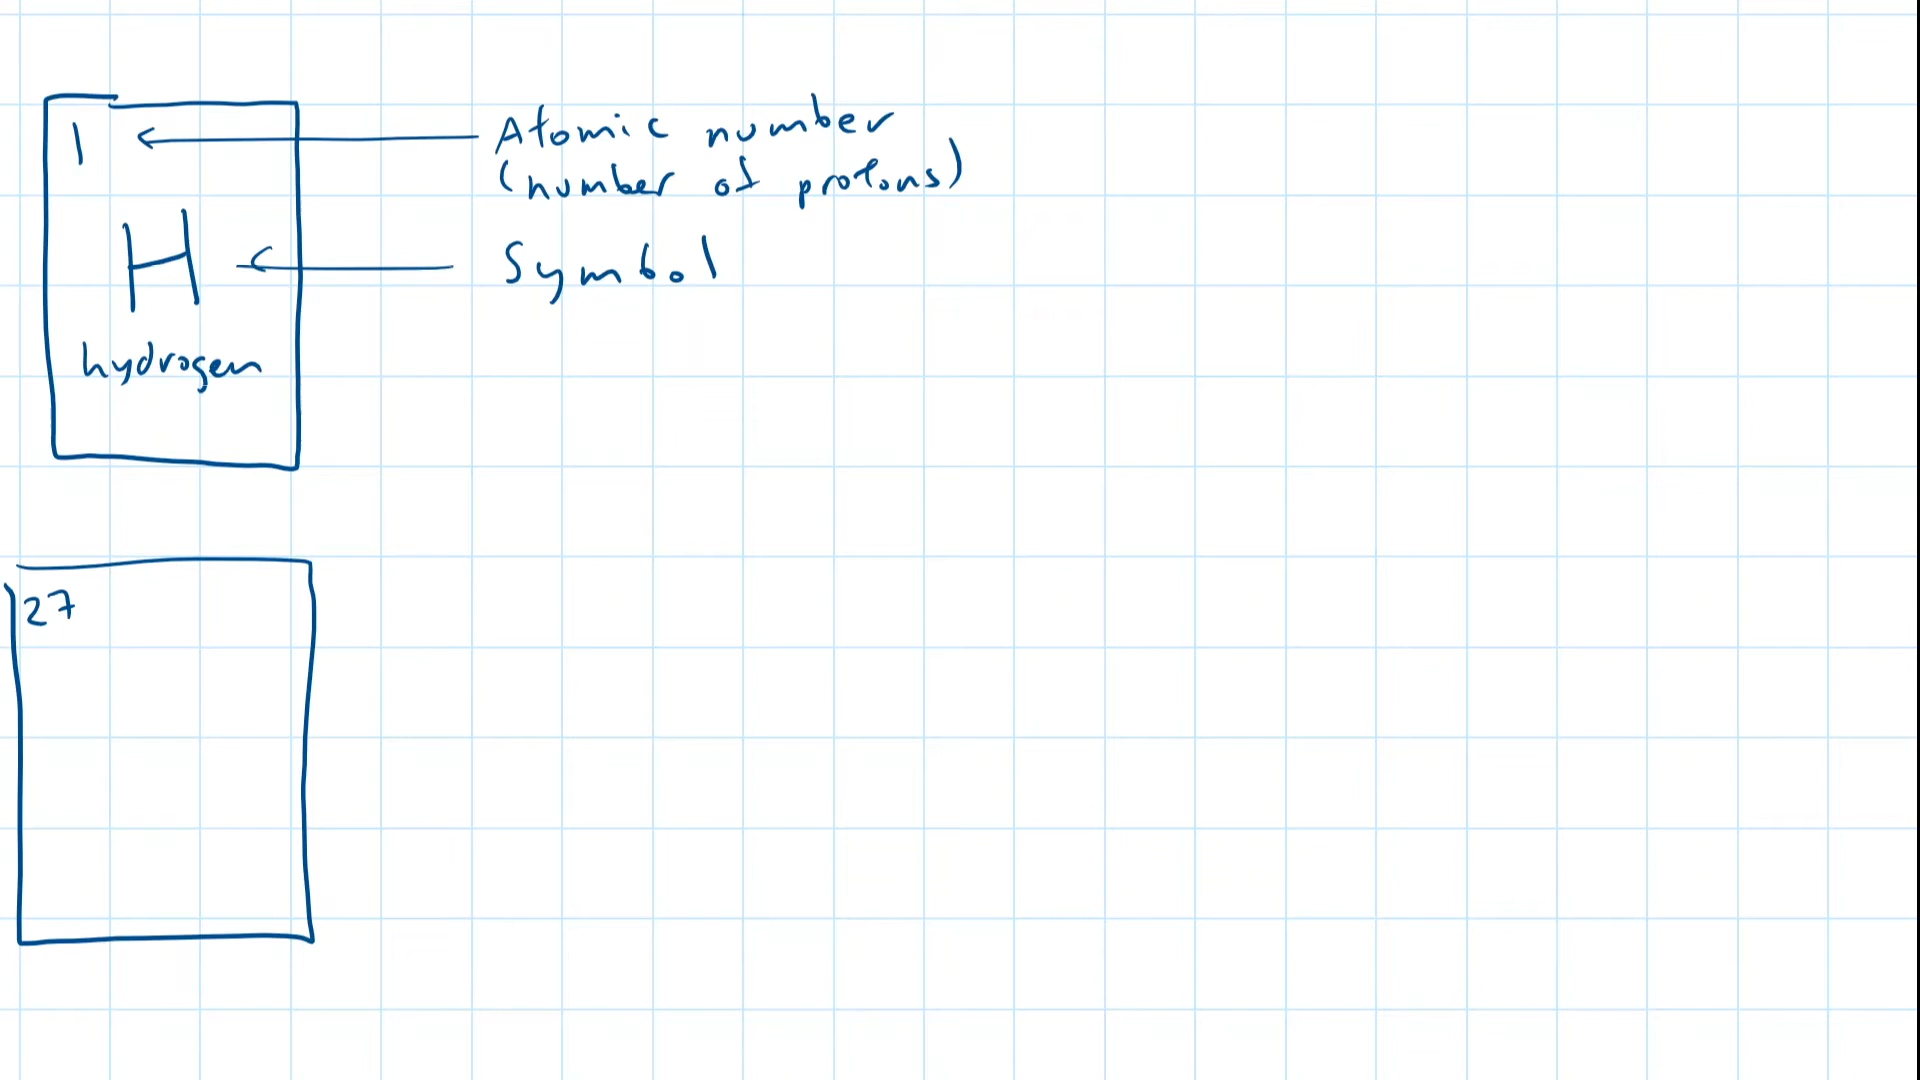 1
Atomic number
(number of protons)
H
Symbol
hydrogen
27